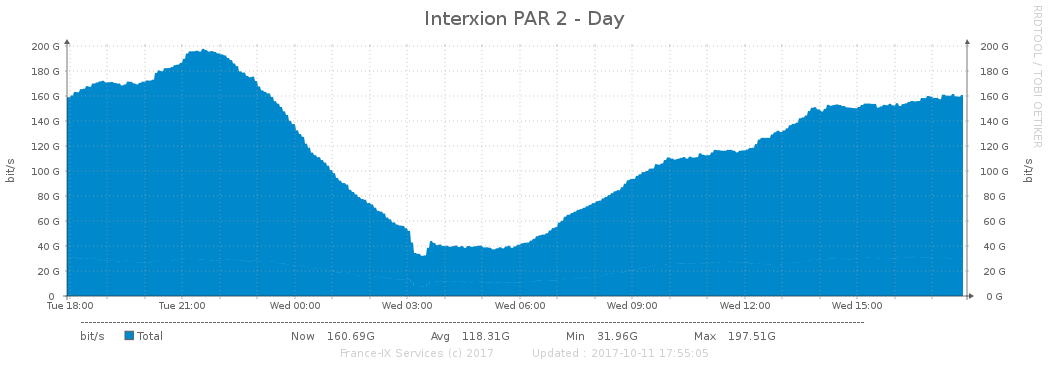 Interxion PAR 2 - Day
RRDTOOL / TOBI OETIKER
bit/s
200 G 200 G
180 G 180 G
160 G 160 G
140 G 140 G
120 G 120 G
100 G 100 G
80 G 80 G
60 G 60 G
40 G 40 G
20 G 20 G
0 0 G
bit/s
Tue 18:00 Tue 21:00 Wed 00:00 Wed 03:00 Wed 06:00 Wed 09:00 Wed 12:00 Wed 15:00
bit/s Total Now 160.69G Avg 118.31G Min 31.96G Max 197.51G
France-IX Services (c) 2017 Updated : 2017-10-11 17:55:05